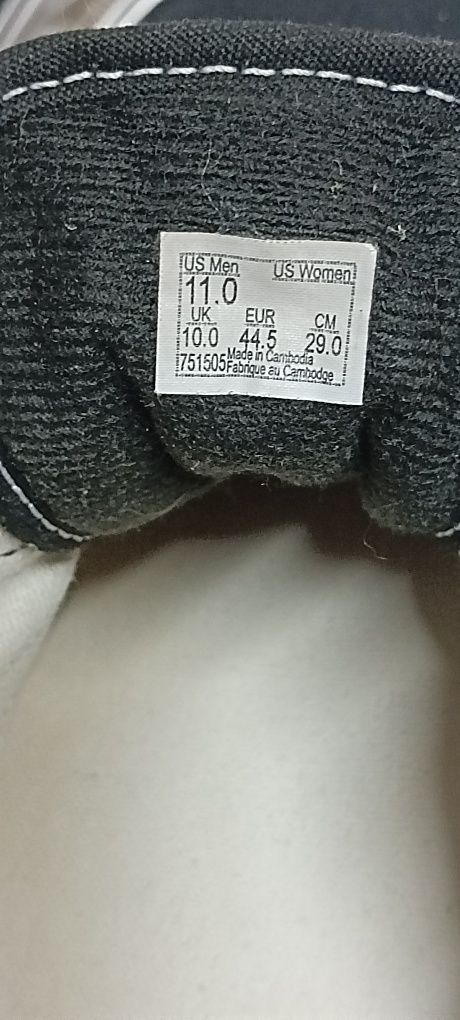 US Men US Women
11.0
UK EUR CM
10.0 44.5 29.0
751505 Made in Cambodia
Fabrique au Cambodge